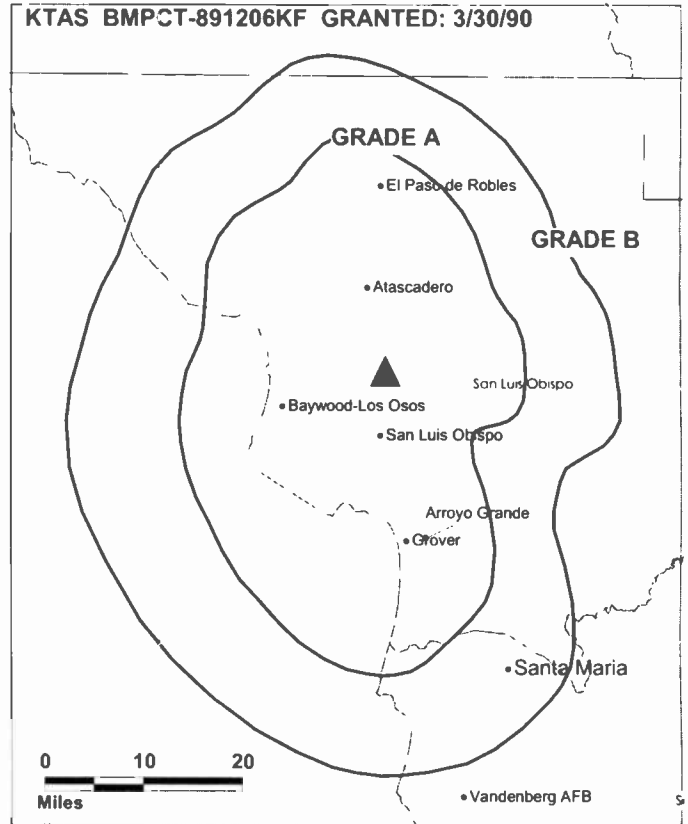 KTAS BMPCT-891206KF GRANTED: 3/30/90
GRADE A
El Paso de Robles
GRADE B
Atascadero
San Luis Obispo
Baywood-Los Osos
San Luis Obispo
Arroyo Grande
Grover
Santa Maria
0 10 20
Miles
Vandenberg AFB